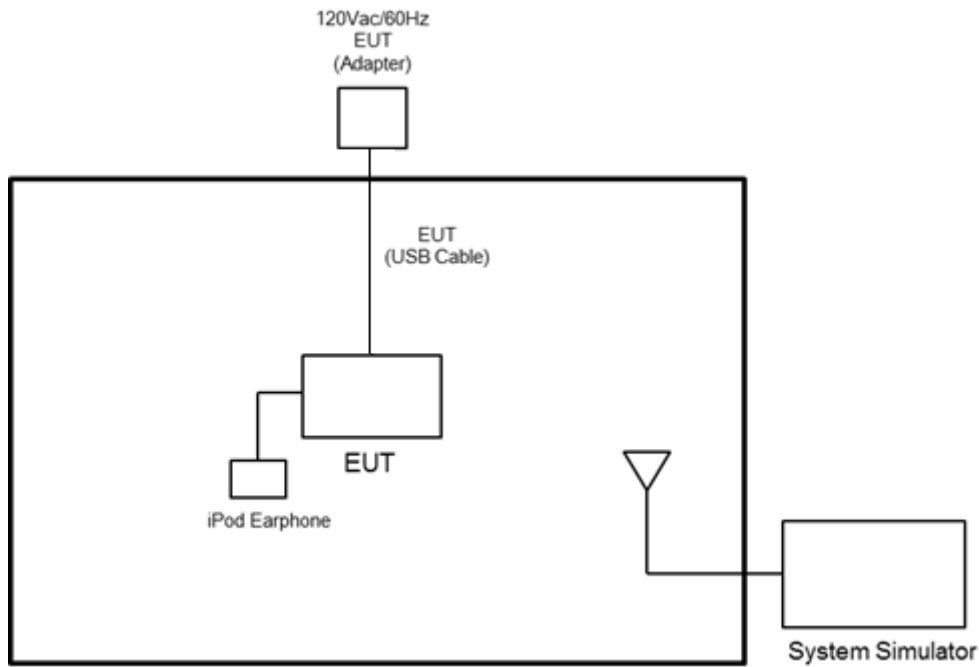 120Vac/60Hz
EUT
(Adapter)
EUT
(USB Cable)
EUT
iPod Earphone
System Simulator